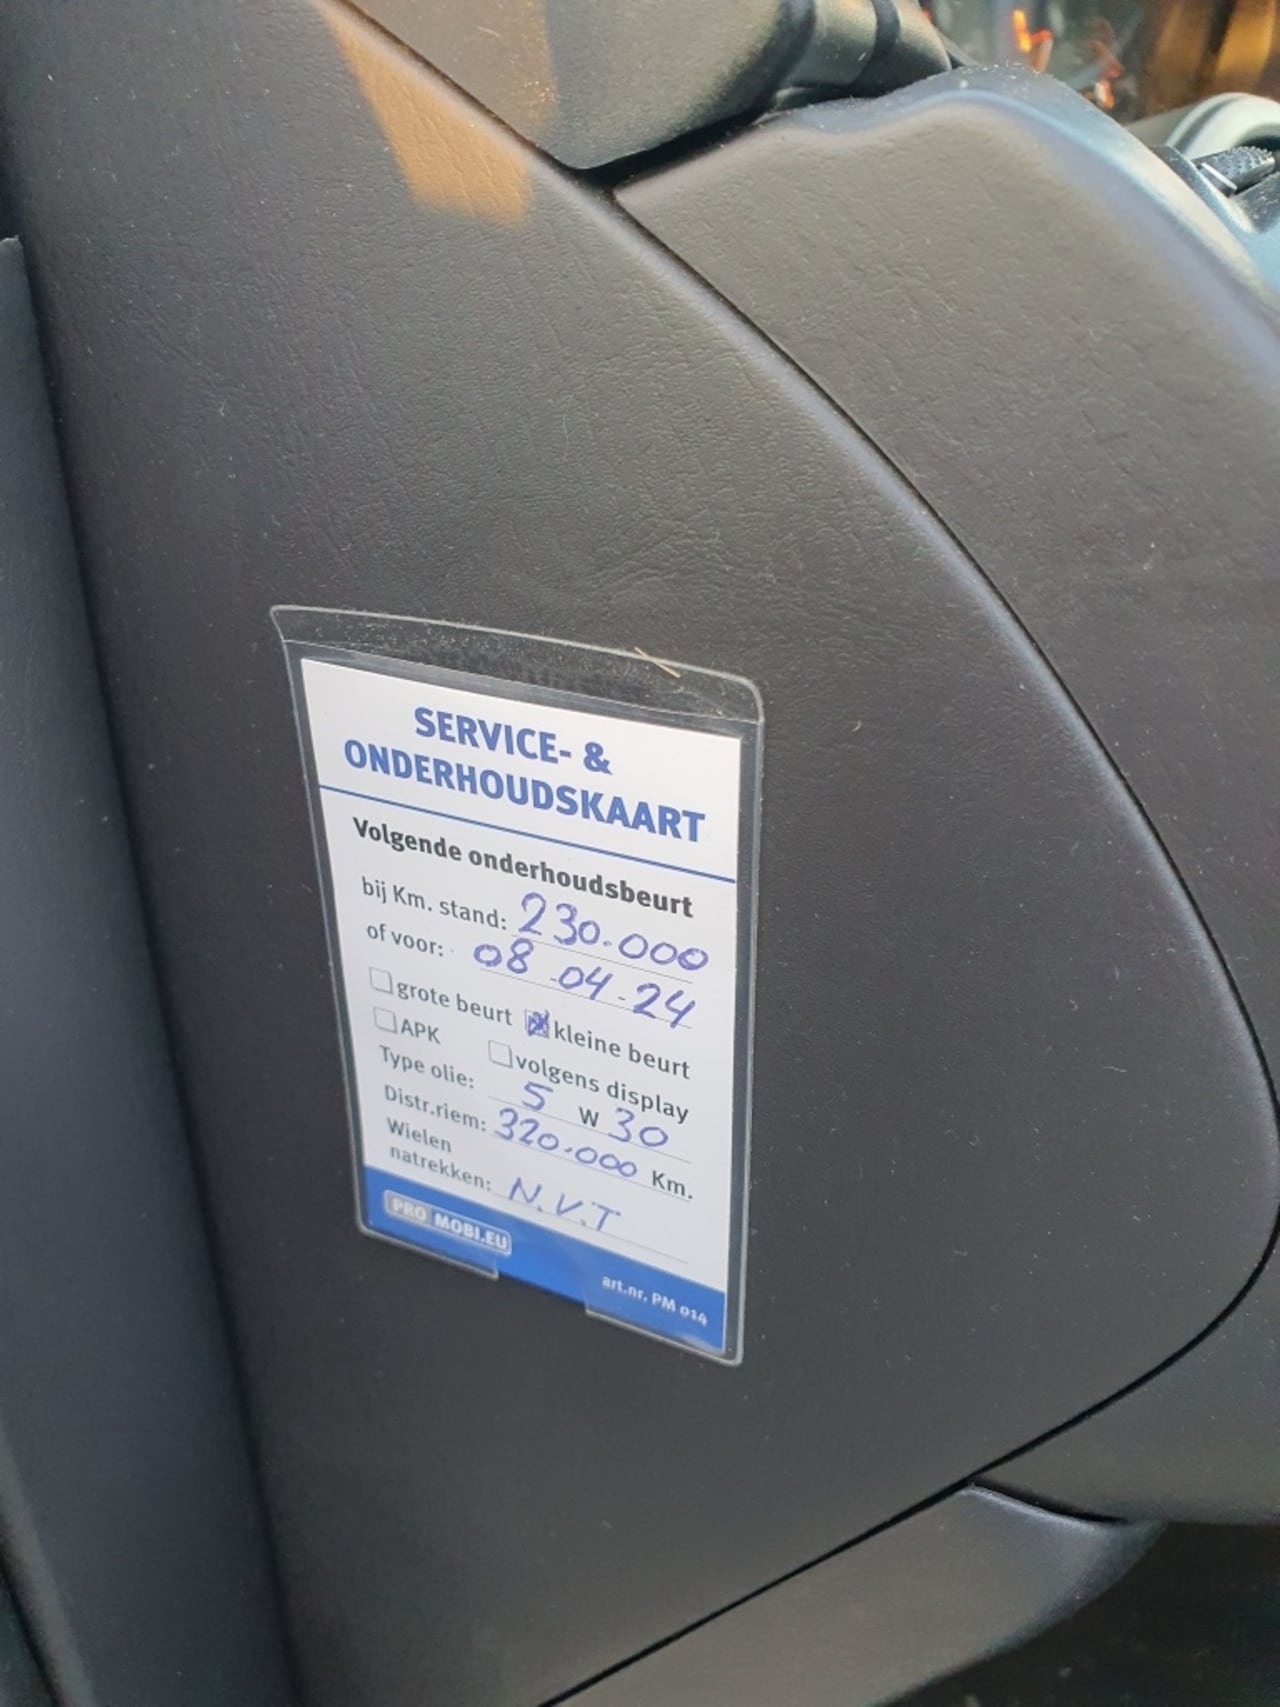 SERVICE- &
ONDERHOUDSKAART
Volgende onderhoudsbeurt
bij Km. stand: 230.000
of voor: 08-04-24
grote beurt kleine beurt
APK volgens display
Type olie: 5 W 30
Distr.riem: 320.000 Km.
Wielen
natrekken: N.V.T
PRO MOBI.EU
art.nr. PM 014